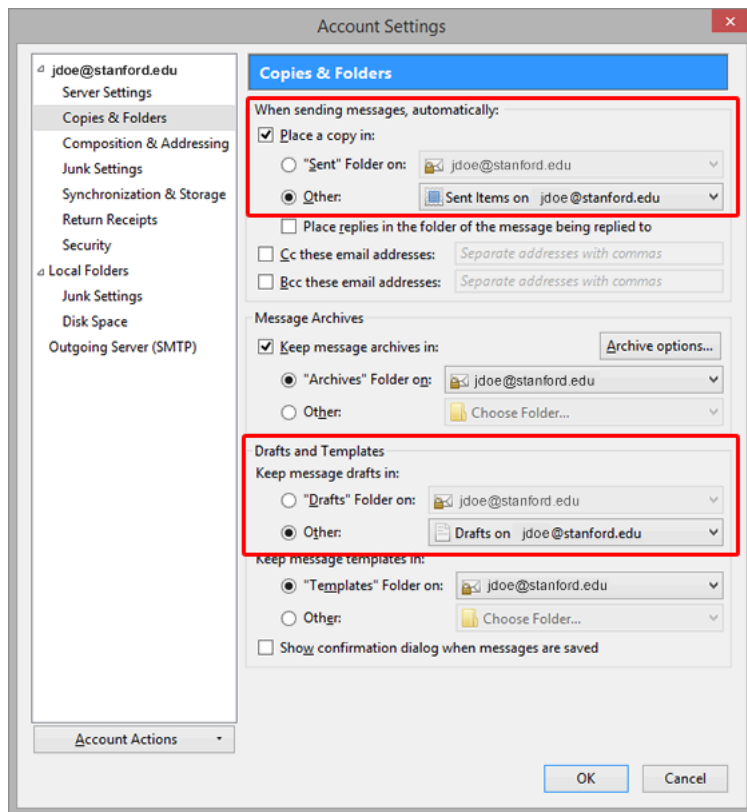 Account Settings
jdoe@stanford.edu
Server Settings
Copies & Folders
Composition & Addressing
Junk Settings
Synchronization & Storage
Return Receipts
Security
Local Folders
Junk Settings
Disk Space
Outgoing Server (SMTP)
Account Actions
Copies & Folders
When sending messages, automatically:
Place a copy in:
"Sent" Folder on: jdoe@stanford.edu
Other: Sent Items on jdoe@stanford.edu
Place replies in the folder of the message being replied to
Cc these email addresses: Separate addresses with commas
Bcc these email addresses: Separate addresses with commas
Message Archives
Keep message archives in: Archive options...
"Archives" Folder on: jdoe@stanford.edu
Other: Choose Folder...
Drafts and Templates
Keep message drafts in:
"Drafts" Folder on: jdoe@stanford.edu
Other: Drafts on jdoe@stanford.edu
Keep message templates in:
"Templates" Folder on: jdoe@stanford.edu
Other: Choose Folder...
Show confirmation dialog when messages are saved
OK Cancel